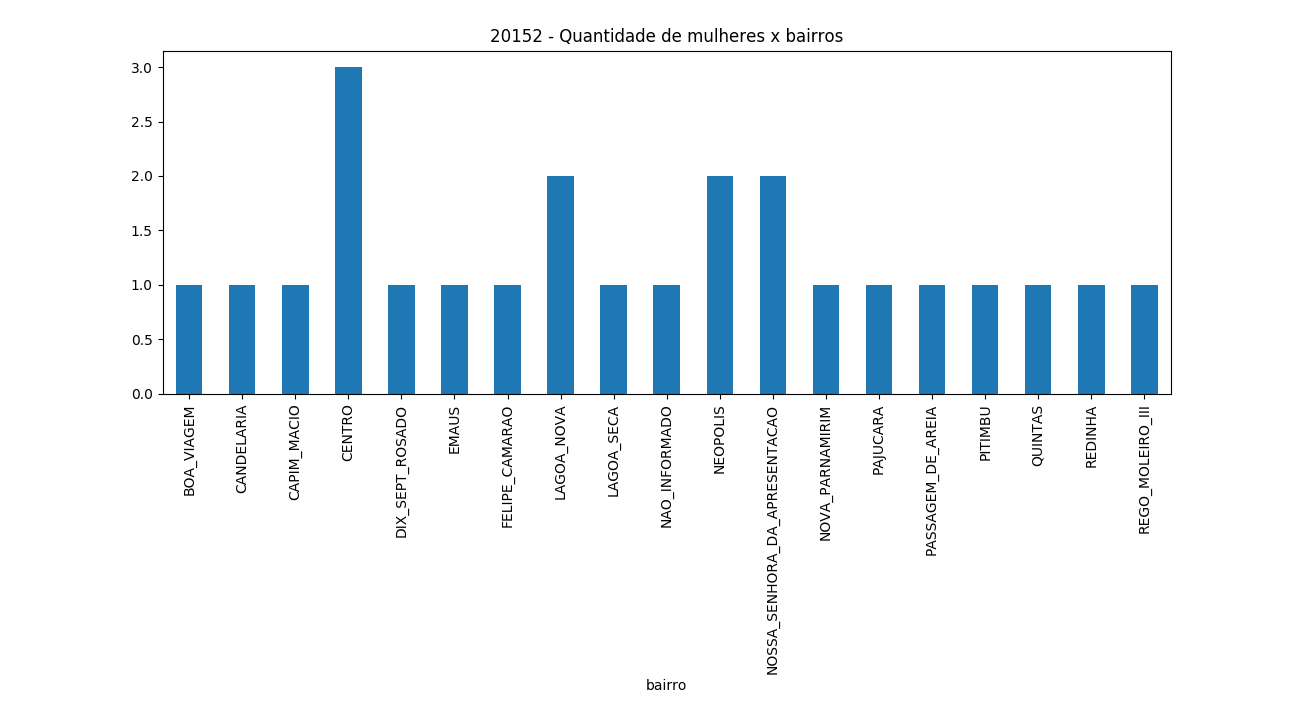 20152 - Quantidade de mulheres x bairros
3.0
2.5
2.0
1.5
1.0
0.5
0.0
BOA_VIAGEM
CANDELARIA
CAPIM_MACIO
CENTRO
DIX_SEPT_ROSADO
EMAUS
FELIPE_CAMARAO
LAGOA_NOVA
LAGOA_SECA
NAO_INFORMADO
NEOPOLIS
NOSSA_SENHORA_DA_APRESENTACAO
NOVA_PARNAMIRIM
PAJUCARA
PASSAGEM_DE_AREIA
PITIMBU
QUINTAS
REDINHA
REGO_MOLEIRO_III
bairro